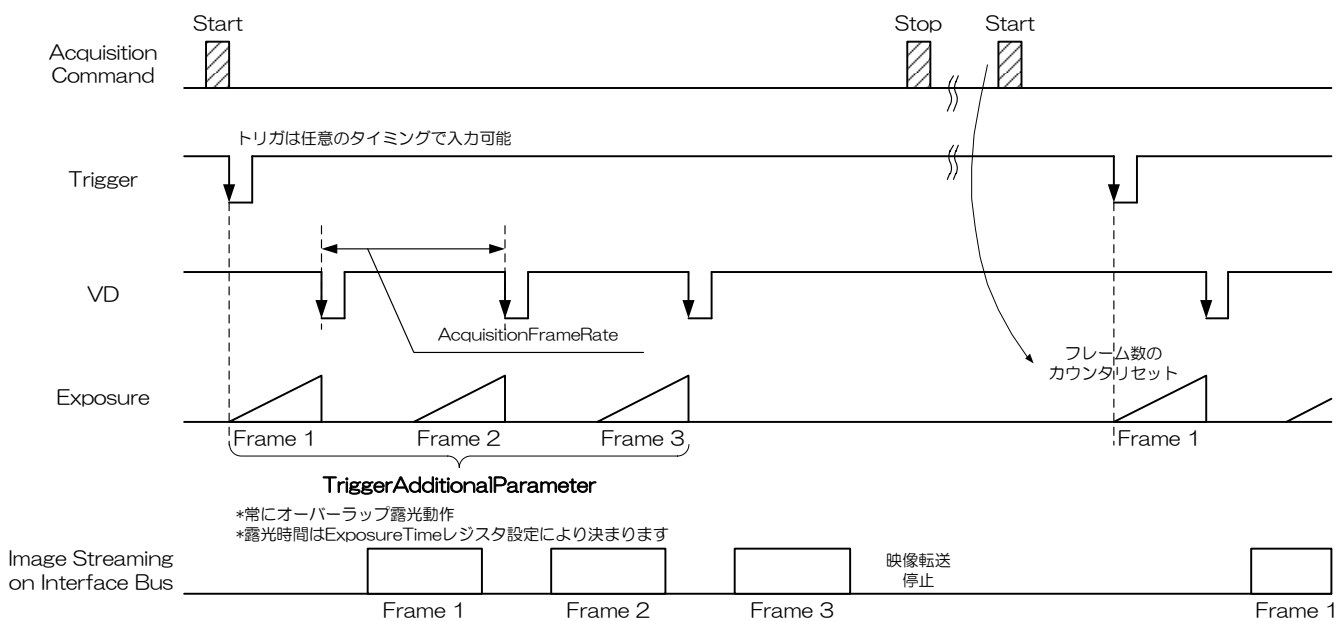 Start
Stop
Start
Acquisition
Command
トリガは任意のタイミングで入力可能
Trigger
VD
AcquisitionFrameRate
フレーム数の
カウンタリセット
Exposure
Frame 1
Frame 2
Frame 3
Frame 1
TriggerAdditionalParameter
*常にオーバーラップ露光動作
*露光時間はExposureTimeレジスタ設定により決まります
Image Streaming
on Interface Bus
映像転送
停止
Frame 1
Frame 2
Frame 3
Frame 1